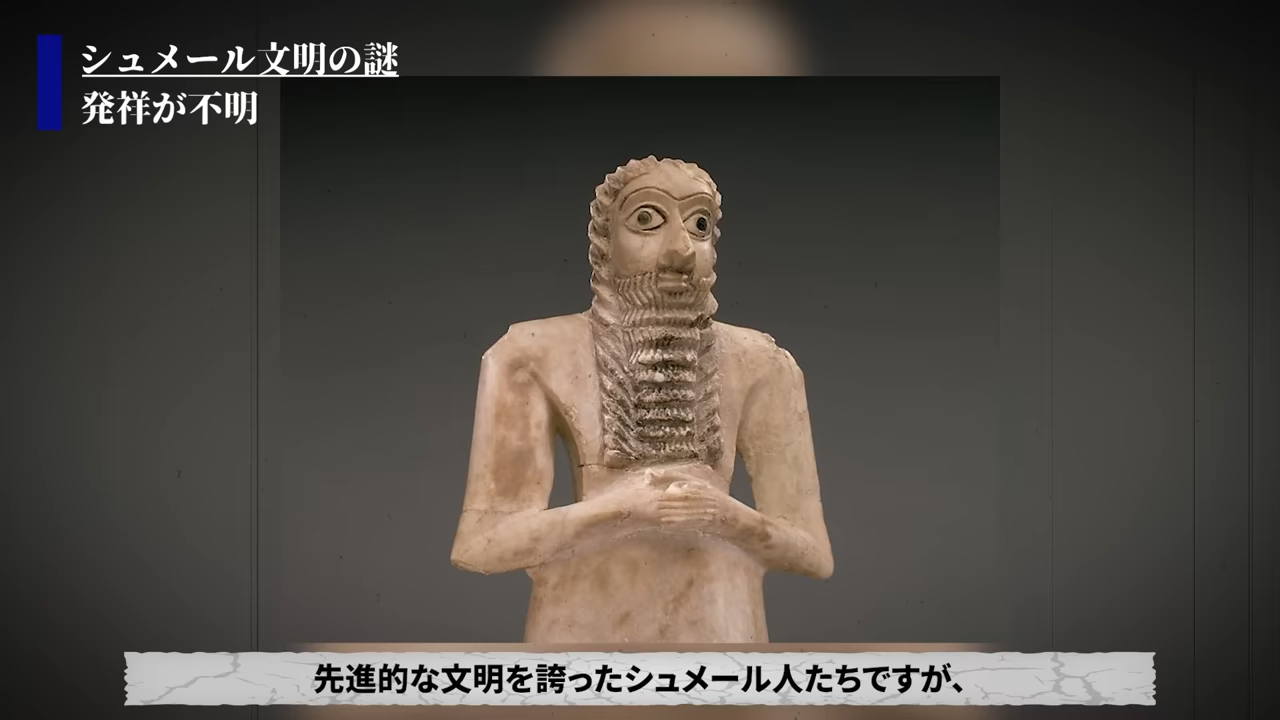 シュメール文明の謎
発祥が不明
先進的な文明を誇ったシュメール人たちですが、